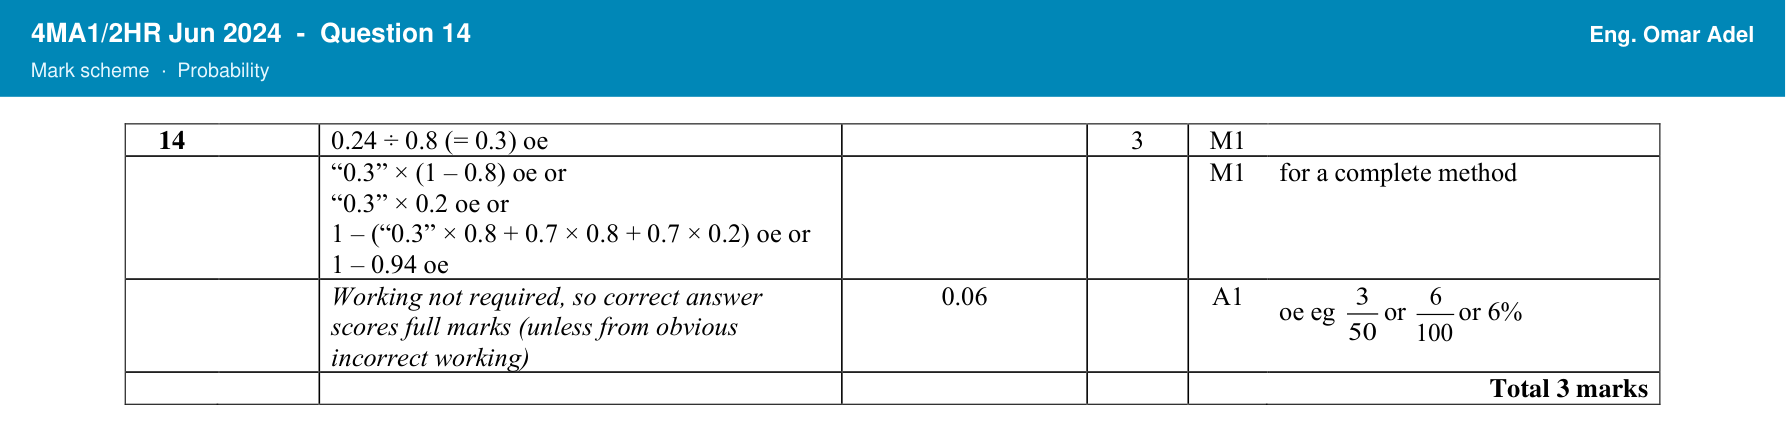 4MA1/2HR Jun 2024 - Question 14
Eng. Omar Adel
Mark scheme · Probability
14
0.24 ÷ 0.8 (= 0.3) oe
3
M1
“0.3” × (1 – 0.8) oe or
M1
for a complete method
“0.3” × 0.2 oe or
1 – (“0.3” × 0.8 + 0.7 × 0.8 + 0.7 × 0.2) oe or
1 – 0.94 oe
Working not required, so correct answer
scores full marks (unless from obvious
incorrect working)
0.06
A1
oe eg 3/50 or 6/100 or 6%
Total 3 marks